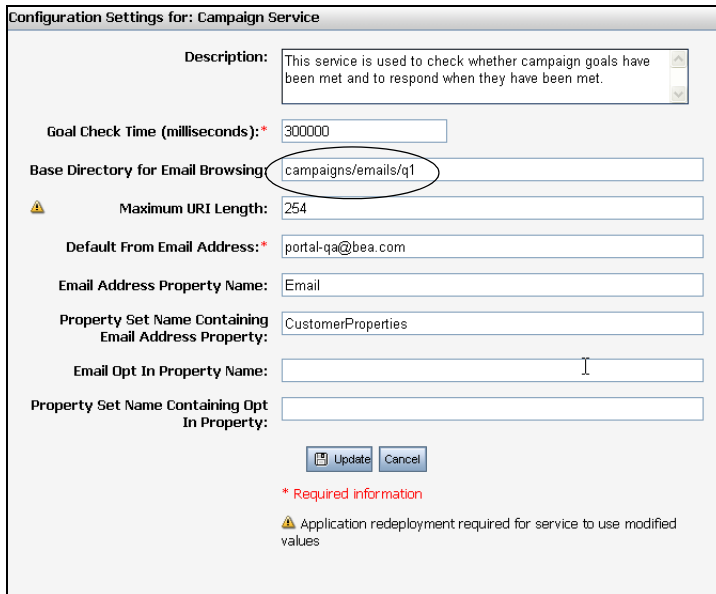 Configuration Settings for: Campaign Service
Description:
This service is used to check whether campaign goals have
been met and to respond when they have been met.
Goal Check Time (milliseconds):*
300000
Base Directory for Email Browsing:
campaigns/emails/q1
Maximum URI Length:
254
Default From Email Address:*
portal-qa@bea.com
Email Address Property Name:
Email
Property Set Name Containing
Email Address Property:
CustomerProperties
Email Opt In Property Name:
Property Set Name Containing Opt
In Property:
Update
Cancel
* Required information
Application redeployment required for service to use modified
values